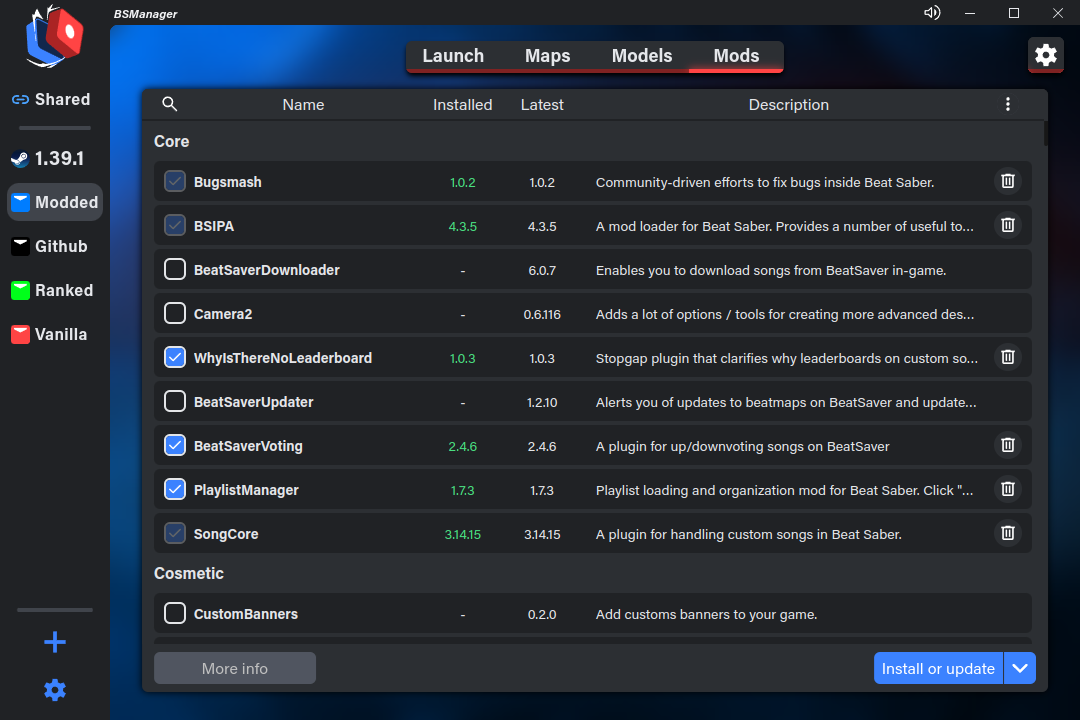 BSManager
Launch Maps Models Mods
Shared
1.39.1
Modded
Github
Ranked
Vanilla
Name Installed Latest Description
Core
Bugsmash 1.0.2 1.0.2 Community-driven efforts to fix bugs inside Beat Saber.
BSIPA 4.3.5 4.3.5 A mod loader for Beat Saber. Provides a number of useful to...
BeatSaverDownloader - 6.0.7 Enables you to download songs from BeatSaver in-game.
Camera2 - 0.6.116 Adds a lot of options / tools for creating more advanced des...
WhyIsThereNoLeaderboard 1.0.3 1.0.3 Stopgap plugin that clarifies why leaderboards on custom so...
BeatSaverUpdater - 1.2.10 Alerts you of updates to beatmaps on BeatSaver and update...
BeatSaverVoting 2.4.6 2.4.6 A plugin for up/downvoting songs on BeatSaver
PlaylistManager 1.7.3 1.7.3 Playlist loading and organization mod for Beat Saber. Click "...
SongCore 3.14.15 3.14.15 A plugin for handling custom songs in Beat Saber.
Cosmetic
CustomBanners - 0.2.0 Add customs banners to your game.
More info Install or update